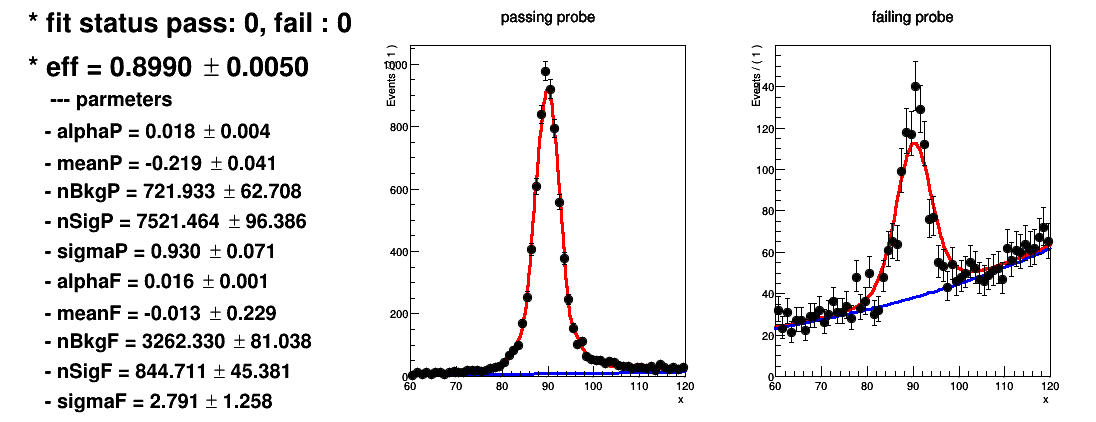 * fit status pass: 0, fail : 0
* eff = 0.8990 ± 0.0050
--- parmeters
- alphaP = 0.018 ± 0.004
- meanP = -0.219 ± 0.041
- nBkgP = 721.933 ± 62.708
- nSigP = 7521.464 ± 96.386
- sigmaP = 0.930 ± 0.071
- alphaF = 0.016 ± 0.001
- meanF = -0.013 ± 0.229
- nBkgF = 3262.330 ± 81.038
- nSigF = 844.711 ± 45.381
- sigmaF = 2.791 ± 1.258
passing probe
Events / ( 1 )
1000
800
600
400
200
0
60 70 80 90 100 110 120
x
failing probe
Events / ( 1 )
140
120
100
80
60
40
20
0
60 70 80 90 100 110 120
x